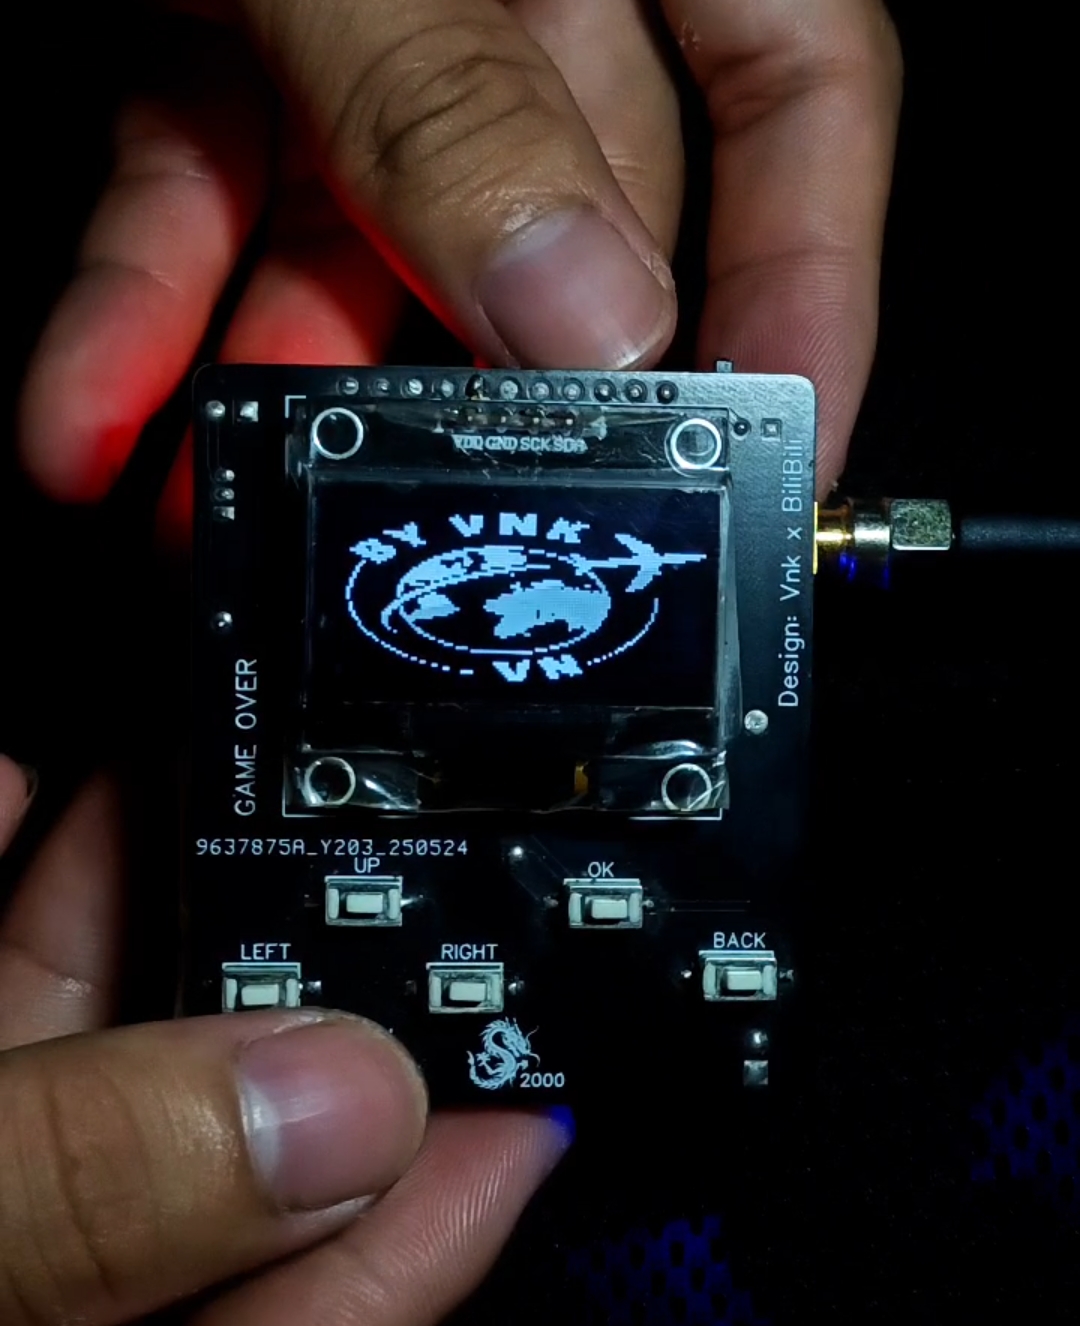 VDD GND SCK SDA
BY VNK
VN
GAME OVER
Design: Vnk x BiliBili
9637875A_Y203_250524
UP
OK
LEFT
RIGHT
BACK
2000